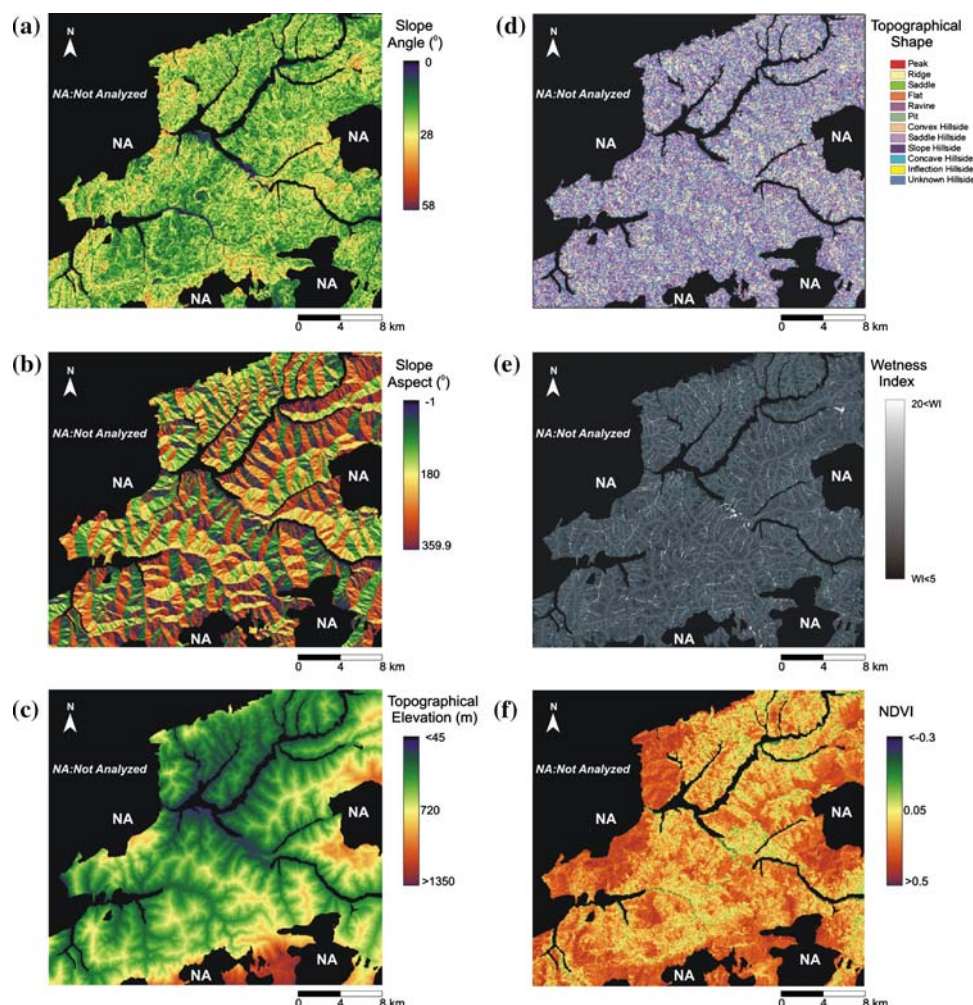 (a)
N
NA:Not Analyzed
NA
NA
NA
NA
Slope
Angle (⁰)
0
28
58
0 4 8 km
(d)
N
NA:Not Analyzed
NA
NA
NA
NA
Topographical
Shape
Peak
Ridge
Saddle
Flat
Ravine
Pit
Convex Hillside
Saddle Hillside
Slope Hillside
Concave Hillside
Inflection Hillside
Unknown Hillside
0 4 8 km
(b)
N
NA:Not Analyzed
NA
NA
NA
NA
Slope
Aspect (⁰)
-1
180
359.9
0 4 8 km
(e)
N
NA:Not Analyzed
NA
NA
NA
NA
Wetness
Index
20<WI
WI<5
0 4 8 km
(c)
N
NA:Not Analyzed
NA
NA
NA
NA
Topographical
Elevation (m)
<45
720
>1350
0 4 8 km
(f)
N
NA:Not Analyzed
NA
NA
NA
NA
NDVI
<-0.3
0.05
>0.5
0 4 8 km